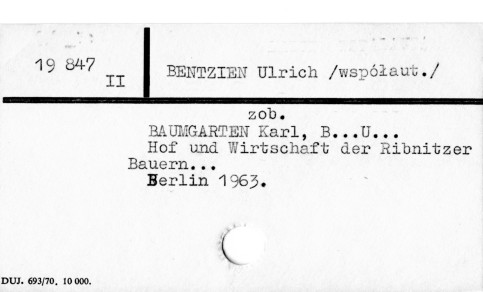 19 847
II
BENTZIEN Ulrich /współaut./
zob.
BAUMGARTEN Karl, B...U...
Hof und Wirtschaft der Ribnitzer
Bauern...
Berlin 1963.
DUJ. 693/70, 10 000.